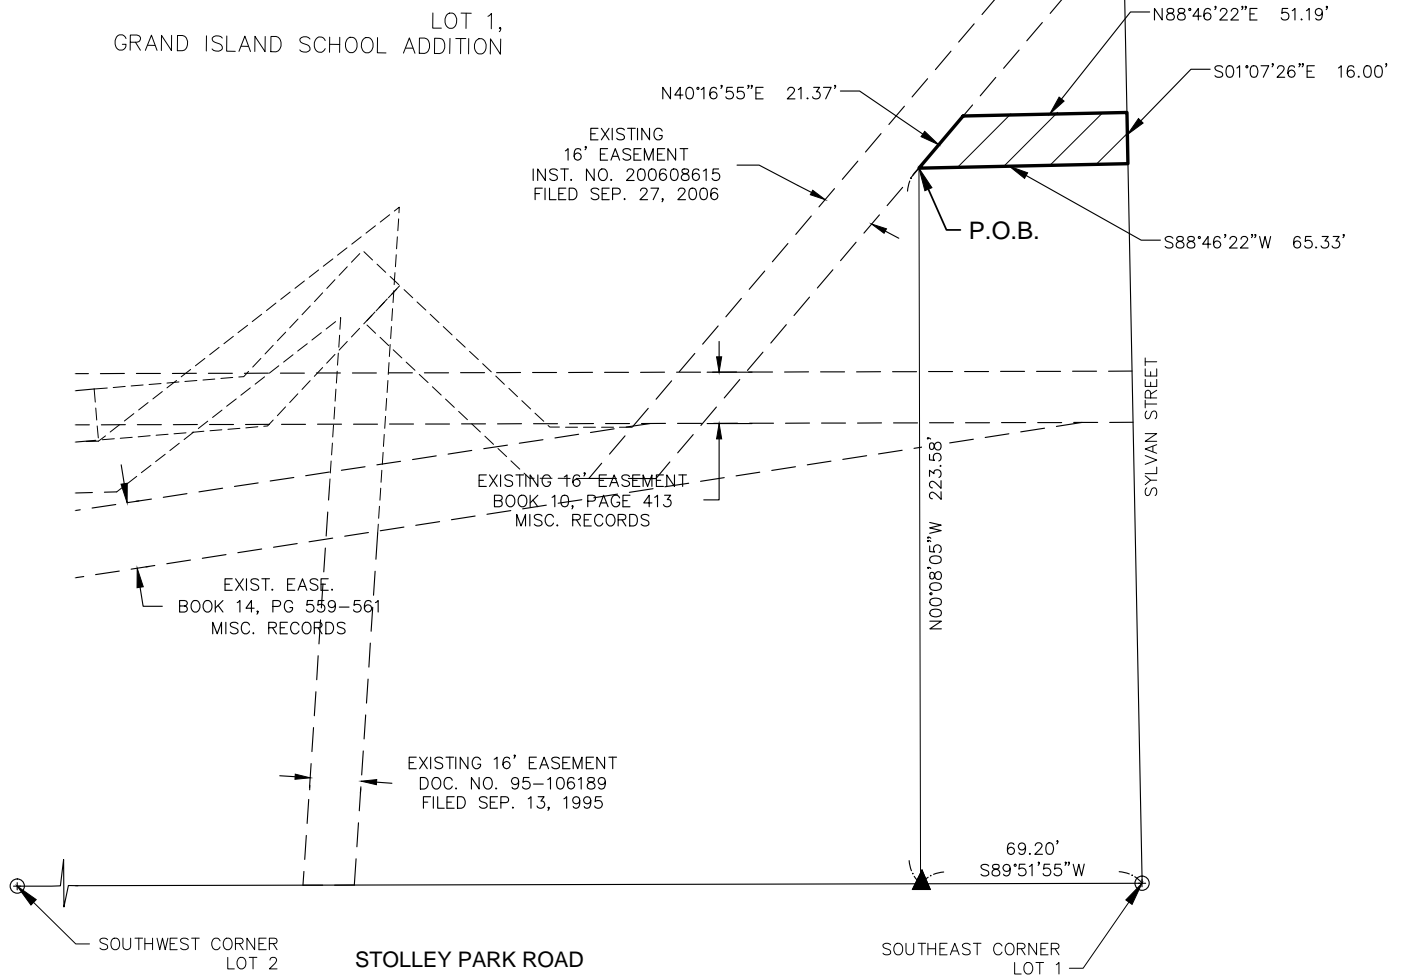 LOT 1,
GRAND ISLAND SCHOOL ADDITION
N88°46'22"E 51.19'
S01°07'26"E 16.00'
N40°16'55"E 21.37'
EXISTING
16' EASEMENT
INST. NO. 200608615
FILED SEP. 27, 2006
P.O.B.
S88°46'22"W 65.33'
SYLVAN STREET
N00°08'05"W 223.58'
EXISTING 16' EASEMENT
BOOK 10, PAGE 413
MISC. RECORDS
EXIST. EASE.
BOOK 14, PG 559-561
MISC. RECORDS
EXISTING 16' EASEMENT
DOC. NO. 95-106189
FILED SEP. 13, 1995
69.20'
S89°51'55"W
SOUTHWEST CORNER
LOT 2
STOLLEY PARK ROAD
SOUTHEAST CORNER
LOT 1